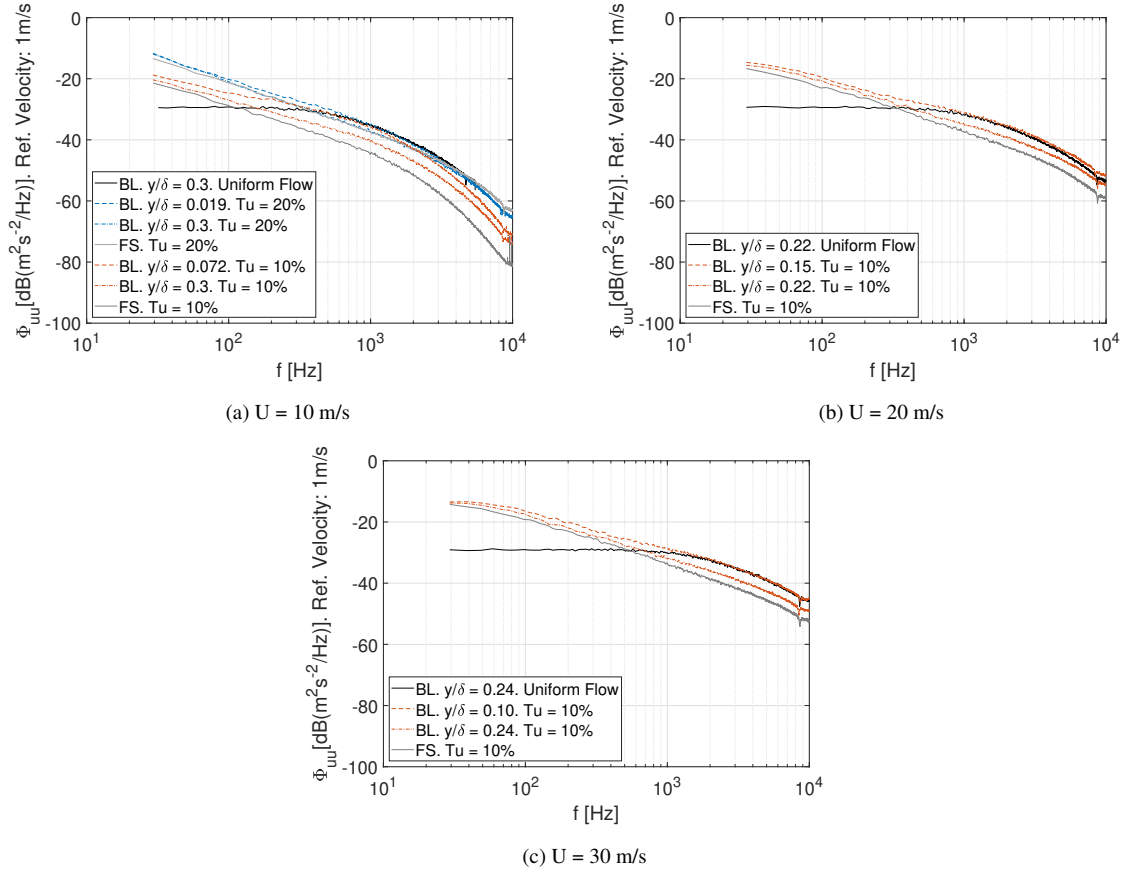 0
-20
-40
-60
-80
-100
Φuu[dB(m²s⁻²/Hz)]. Ref. Velocity: 1m/s
BL. y/δ = 0.3. Uniform Flow
BL. y/δ = 0.019. Tu = 20%
BL. y/δ = 0.3. Tu = 20%
FS. Tu = 20%
BL. y/δ = 0.072. Tu = 10%
BL. y/δ = 0.3. Tu = 10%
FS. Tu = 10%
10¹ 10² 10³ 10⁴
f [Hz]
(a) U = 10 m/s
0
-20
-40
-60
-80
-100
Φuu[dB(m²s⁻²/Hz)]. Ref. Velocity: 1m/s
BL. y/δ = 0.22. Uniform Flow
BL. y/δ = 0.15. Tu = 10%
BL. y/δ = 0.22. Tu = 10%
FS. Tu = 10%
10¹ 10² 10³ 10⁴
f [Hz]
(b) U = 20 m/s
0
-20
-40
-60
-80
-100
Φuu[dB(m²s⁻²/Hz)]. Ref. Velocity: 1m/s
BL. y/δ = 0.24. Uniform Flow
BL. y/δ = 0.10. Tu = 10%
BL. y/δ = 0.24. Tu = 10%
FS. Tu = 10%
10¹ 10² 10³ 10⁴
f [Hz]
(c) U = 30 m/s